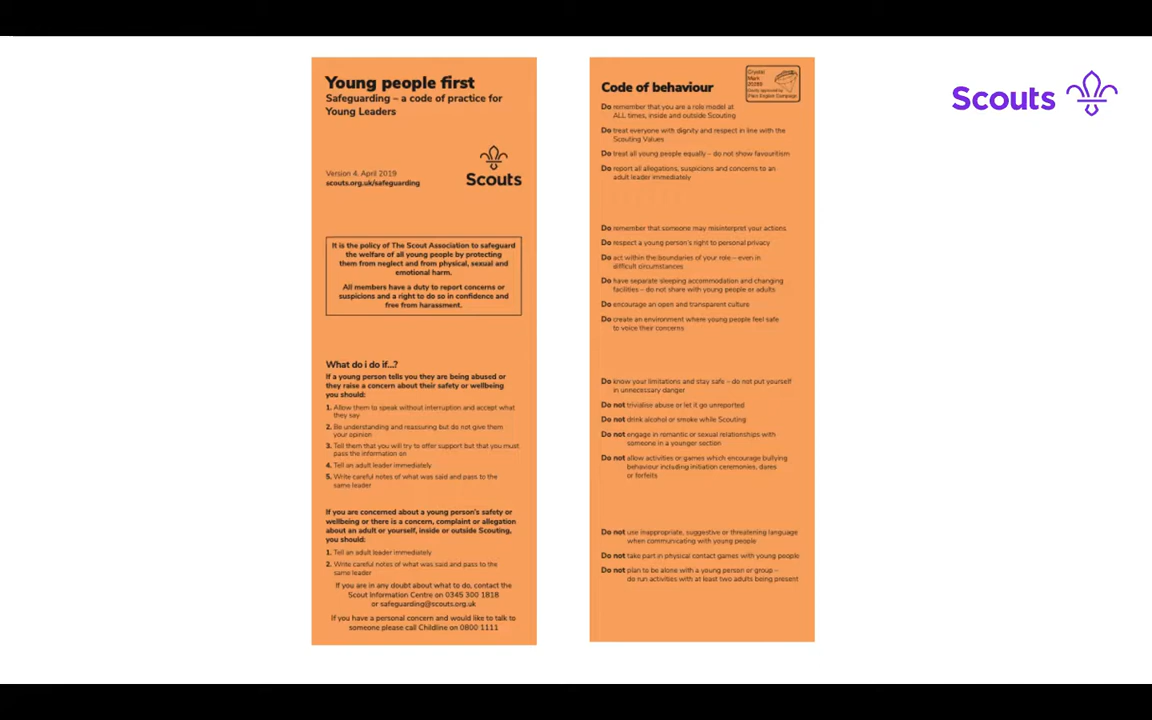 Young people first
Safeguarding – a code of practice for
Young Leaders
Version 4. April 2019
scouts.org.uk/safeguarding
Scouts
It is the policy of The Scout Association to safeguard
the welfare of all young people by protecting
them from neglect and from physical, sexual and
emotional harm.
All members have a duty to report concerns or
suspicions and a right to do so in confidence and
free from harassment.
What do i do if...?
If a young person tells you they are being abused or
they raise a concern about their safety or wellbeing
you should:
1. Allow them to speak without interruption and accept what
they say
2. Be understanding and reassuring but do not give them
your opinion
3. Tell them that you will try to offer support but that you must
pass the information on
4. Tell an adult leader immediately
5. Write careful notes of what was said and pass to the
same leader
If you are concerned about a young person's safety or
wellbeing or there is a concern, complaint or allegation
about an adult or yourself, inside or outside Scouting,
you should:
1. Tell an adult leader immediately
2. Write careful notes of what was said and pass to the
same leader
If you are in any doubt about what to do, contact the
Scout Information Centre on 0345 300 1818
or safeguarding@scouts.org.uk
If you have a personal concern and would like to talk to
someone please call Childline on 0800 1111
Code of behaviour
Crystal
Mark
Clearly approved by
Plain English Campaign
Do remember that you are a role model at
ALL times, inside and outside Scouting
Do treat everyone with dignity and respect in line with the
Scouting Values
Do treat all young people equally – do not show favouritism
Do report all allegations, suspicions and concerns to an
adult leader immediately
Do remember that someone may misinterpret your actions
Do respect a young person's right to personal privacy
Do act within the boundaries of your role – even in
difficult circumstances
Do have separate sleeping accommodation and changing
facilities – do not share with young people or adults
Do encourage an open and transparent culture
Do create an environment where young people feel safe
to voice their concerns
Do know your limitations and stay safe – do not put yourself
in unnecessary danger
Do not trivialise abuse or let it go unreported
Do not drink alcohol or smoke while Scouting
Do not engage in romantic or sexual relationships with
someone in a younger section
Do not allow activities or games which encourage bullying
behaviour including initiation ceremonies, dares
or forfeits
Do not use inappropriate, suggestive or threatening language
when communicating with young people
Do not take part in physical contact games with young people
Do not plan to be alone with a young person or group –
do run activities with at least two adults being present
Scouts